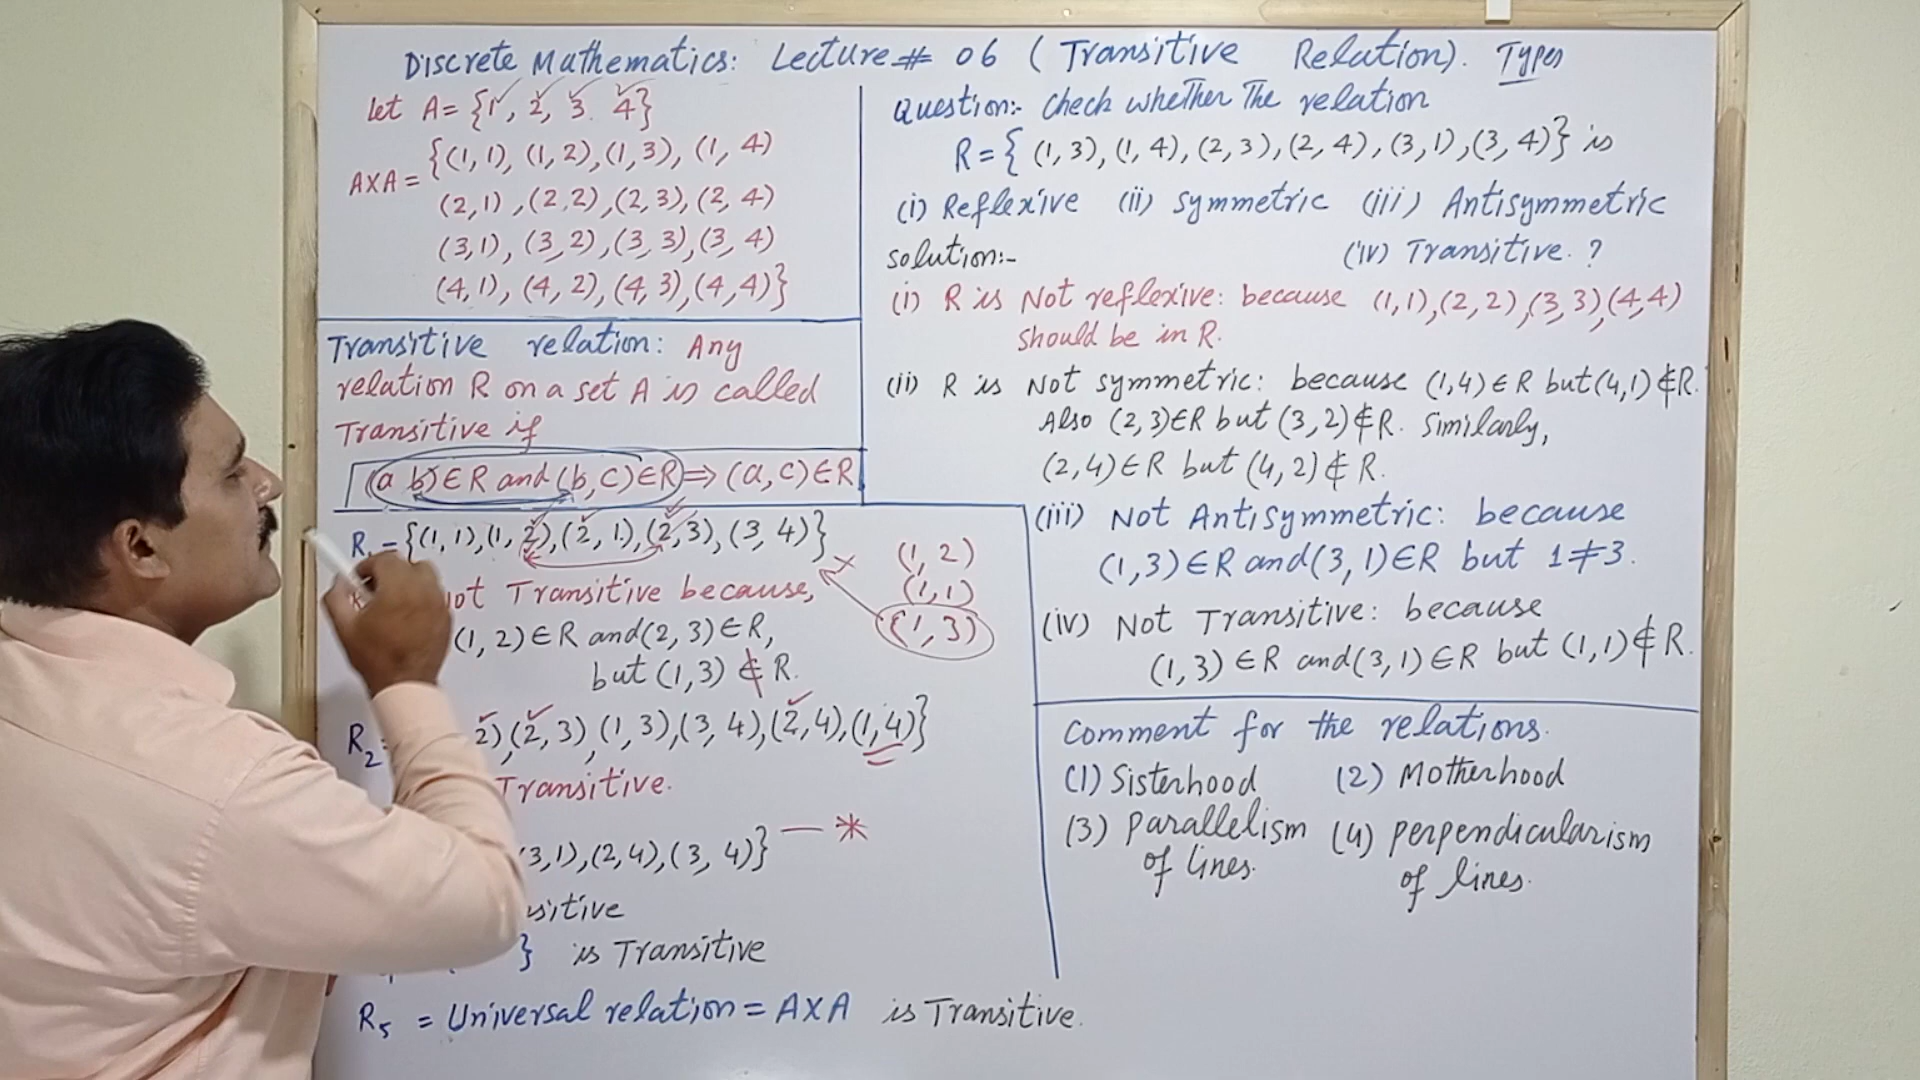 Discrete Mathematics: Lecture # 06 (Transitive Relation). Types
Let A = {1, 2, 3. 4}
AXA = {(1, 1), (1, 2), (1, 3), (1, 4)
(2, 1), (2, 2), (2, 3), (2, 4)
(3, 1), (3, 2), (3, 3), (3, 4)
(4, 1), (4, 2), (4, 3), (4, 4)}
Transitive relation: Any
relation R on a set A is called
Transitive if
(a b) ∈ R and (b, c) ∈ R ⇒ (a, c) ∈ R
R₁ = {(1, 1), (1, 2), (2, 1), (2, 3), (3, 4)}
not Transitive because,
(1, 2) ∈ R and (2, 3) ∈ R,
but (1, 3) ∉ R.
(1, 2)
(1, 1)
(1, 3)
R₂ = 2), (2, 3), (1, 3), (3, 4), (2, 4), (1, 4)}
Transitive.
(3, 1), (2, 4), (3, 4)} — *
sitive
} is Transitive
R₅ = Universal relation = AXA is Transitive.
Question:- Check whether The relation
R = { (1, 3), (1, 4), (2, 3), (2, 4), (3, 1), (3, 4)} is
(i) Reflexive (ii) Symmetric (iii) Antisymmetric
(iv) Transitive. ?
Solution:-
(i) R is Not reflexive: because (1, 1), (2, 2), (3, 3), (4, 4)
should be in R.
(ii) R is Not symmetric: because (1, 4) ∈ R but (4, 1) ∉ R.
Also (2, 3) ∈ R but (3, 2) ∉ R. Similarly,
(2, 4) ∈ R but (4, 2) ∉ R.
(iii) Not Antisymmetric: because
(1, 3) ∈ R and (3, 1) ∈ R but 1 ≠ 3.
(iv) Not Transitive: because
(1, 3) ∈ R and (3, 1) ∈ R but (1, 1) ∉ R.
Comment for the relations.
(1) Sisterhood (2) Motherhood
(3) Parallelism (4) Perpendicularism
of lines. of lines.